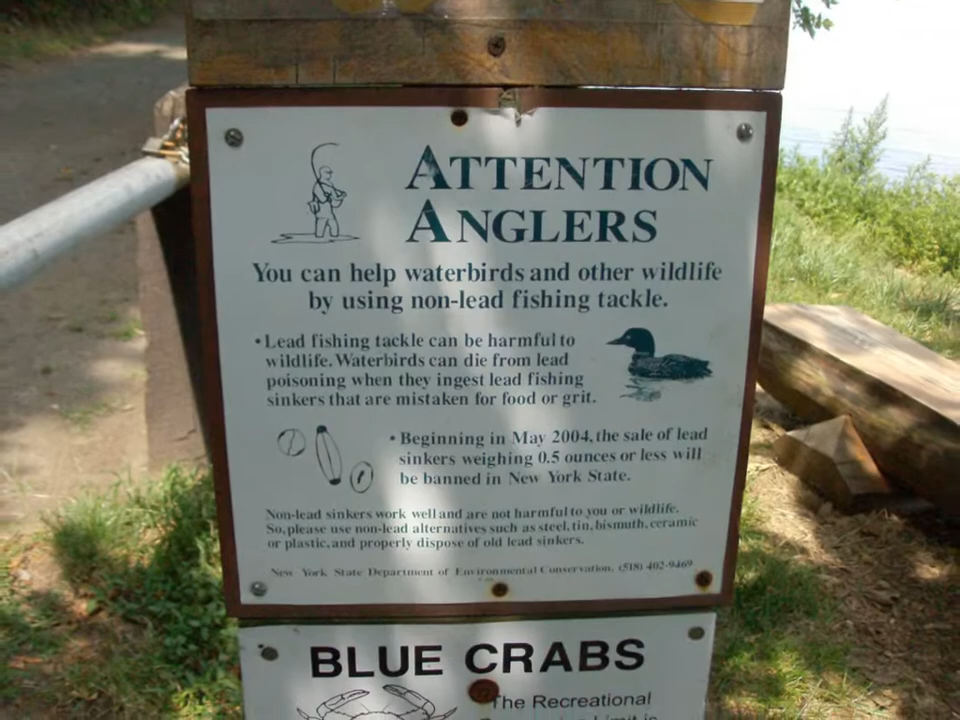 ATTENTION
ANGLERS
You can help waterbirds and other wildlife
by using non-lead fishing tackle.
• Lead fishing tackle can be harmful to
wildlife. Waterbirds can die from lead
poisoning when they ingest lead fishing
sinkers that are mistaken for food or grit.
• Beginning in May 2004, the sale of lead
sinkers weighing 0.5 ounces or less will
be banned in New York State.
Non-lead sinkers work well and are not harmful to you or wildlife.
So, please use non-lead alternatives such as steel, tin, bismuth, ceramic
or plastic, and properly dispose of old lead sinkers.
New York State Department of Environmental Conservation, (518) 402-9469
BLUE CRABS
The Recreational
Limit is